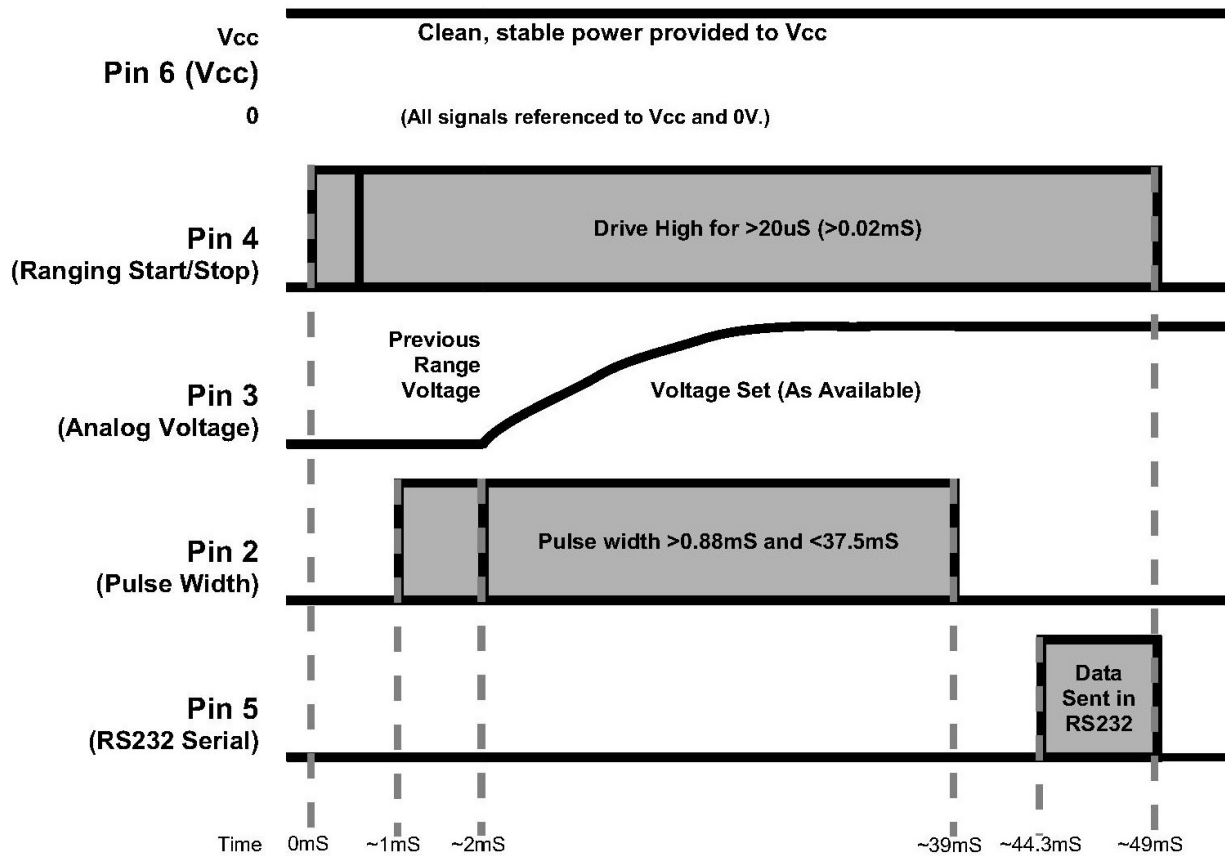 Vcc
Clean, stable power provided to Vcc
Pin 6 (Vcc)
0
(All signals referenced to Vcc and 0V.)
Drive High for >20uS (>0.02mS)
Pin 4
(Ranging Start/Stop)
Previous
Range
Voltage
Voltage Set (As Available)
Pin 3
(Analog Voltage)
Pulse width >0.88mS and <37.5mS
Pin 2
(Pulse Width)
Data
Sent in
RS232
Pin 5
(RS232 Serial)
Time 0mS ~1mS ~2mS ~39mS ~44.3mS ~49mS